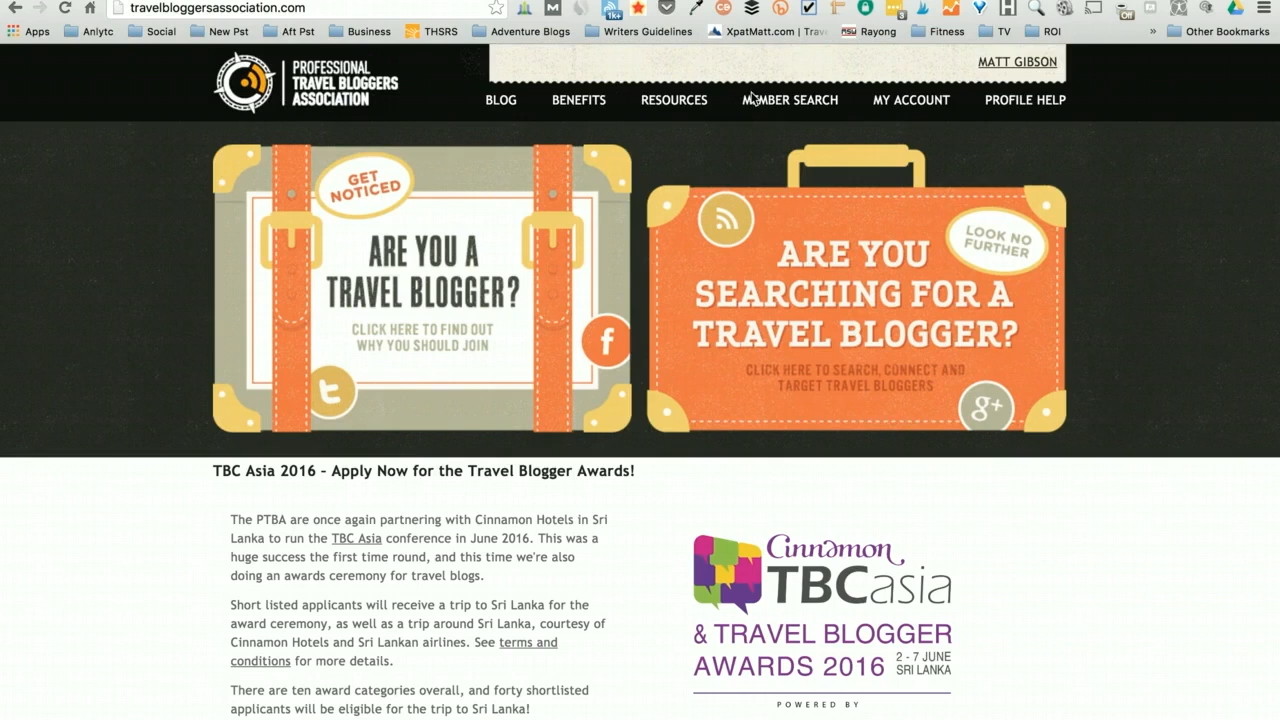 travelbloggersassociation.com
1k+
3
Off
Apps
Anlytc
Social
New Pst
THSRS
Aft Pst
Business
Adventure Blogs
Writers Guidelines
XpatMatt.com | Trav
Rayong
Fitness
TV
ROI
»
Other Bookmarks
MATT GIBSON
PROFESSIONAL
TRAVEL BLOGGERS
ASSOCIATION
BLOG
BENEFITS
RESOURCES
MEMBER SEARCH
MY ACCOUNT
PROFILE HELP
GET
NOTICED
ARE YOU A
TRAVEL BLOGGER?
CLICK HERE TO FIND OUT
WHY YOU SHOULD JOIN
f
t
LOOK NO
FURTHER
ARE YOU
SEARCHING FOR A
TRAVEL BLOGGER?
CLICK HERE TO SEARCH, CONNECT AND
TARGET TRAVEL BLOGGERS
g+
TBC Asia 2016 - Apply Now for the Travel Blogger Awards!
The PTBA are once again partnering with Cinnamon Hotels in Sri
Lanka to run the TBC Asia conference in June 2016. This was a
huge success the first time round, and this time we're also
doing an awards ceremony for travel blogs.
Short listed applicants will receive a trip to Sri Lanka for the
award ceremony, as well as a trip around Sri Lanka, courtesy of
Cinnamon Hotels and Sri Lankan airlines. See terms and
conditions for more details.
There are ten award categories overall, and forty shortlisted
applicants will be eligible for the trip to Sri Lanka!
Cinnamon
TBCasia
& TRAVEL BLOGGER
AWARDS 2016
2 - 7 JUNE
SRI LANKA
POWERED BY